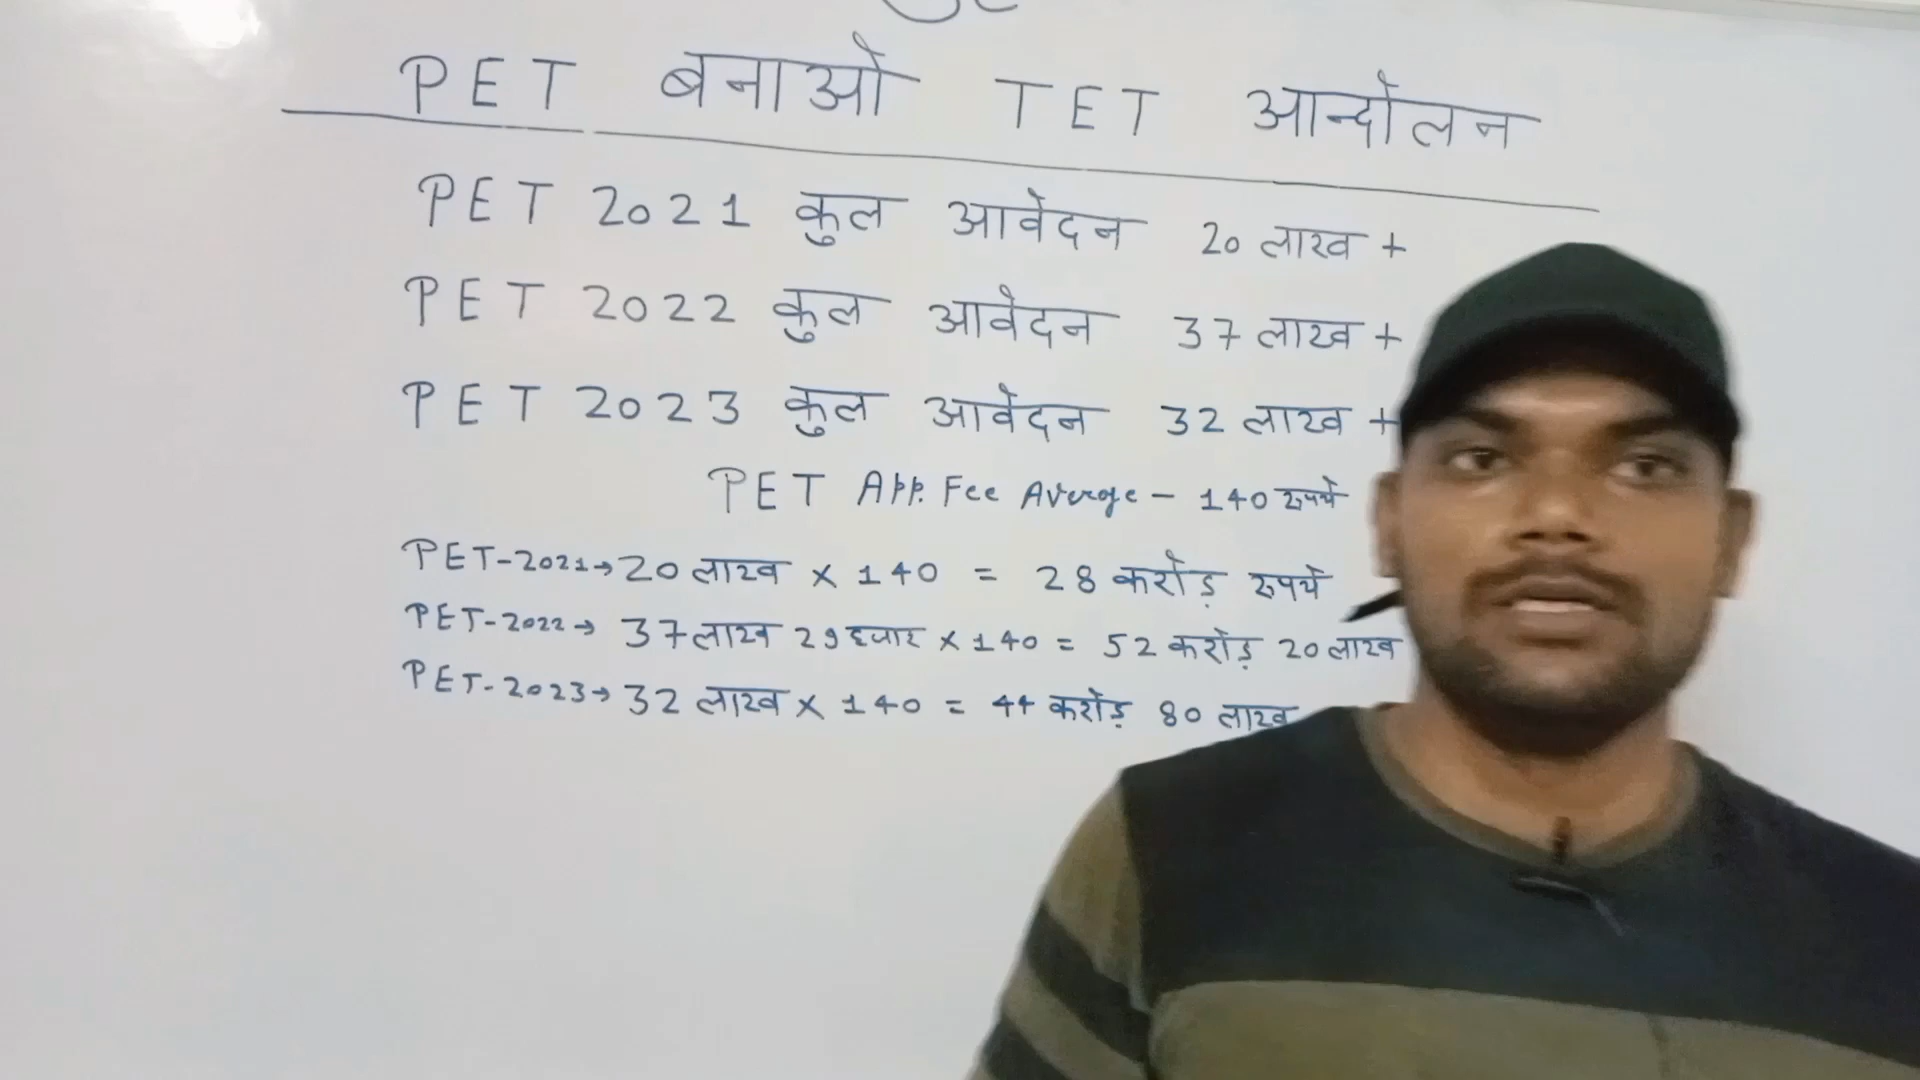 PET बनाओ TET आन्दोलन
PET 2021 कुल आवेदन 20 लाख +
PET 2022 कुल आवेदन 37 लाख +
PET 2023 कुल आवेदन 32 लाख +
PET App. Fee Average - 140 रुपये
PET-2021→ 20 लाख × 140 = 28 करोड़ रुपये
PET-2022→ 37 लाख 29 हजार × 140 = 52 करोड़ 20 लाख
PET-2023→ 32 लाख × 140 = 44 करोड़ 80 लाख